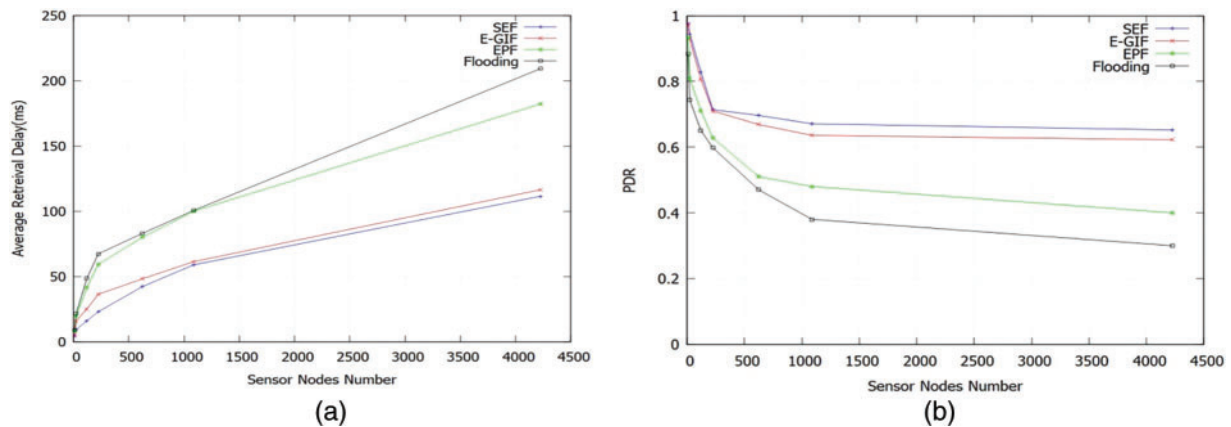 250
200
150
100
50
0
Average Retreival Delay(ms)
SEF
E-GIF
EPF
Flooding
0 500 1000 1500 2000 2500 3000 3500 4000 4500
Sensor Nodes Number
(a)
1
0.8
0.6
0.4
0.2
0
PDR
SEF
E-GIF
EPF
Flooding
0 500 1000 1500 2000 2500 3000 3500 4000 4500
Sensor Nodes Number
(b)